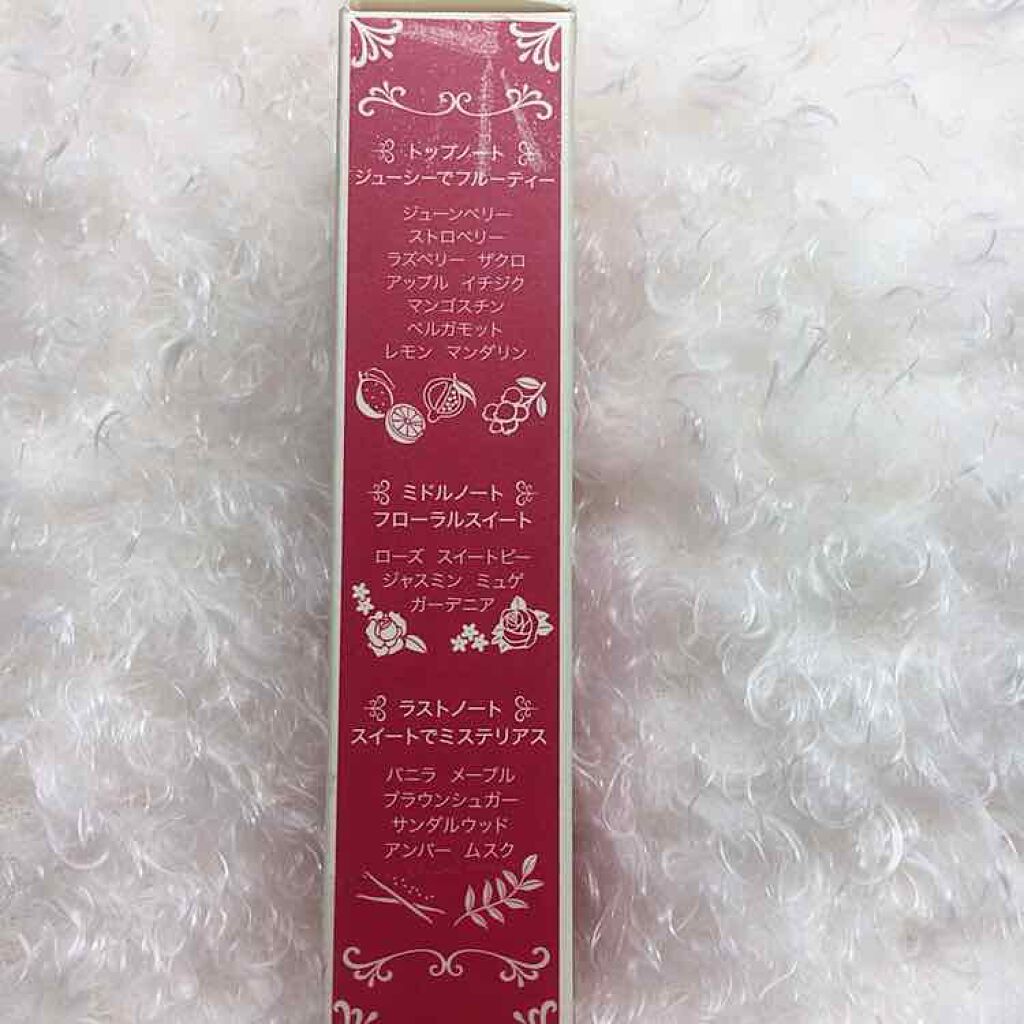 トップノート
ジューシーでフルーティー
ジューンベリー
ストロベリー
ラズベリー ザクロ
アップル イチジク
マンゴスチン
ベルガモット
レモン マンダリン
ミドルノート
フローラルスイート
ローズ スイートピー
ジャスミン ミュゲ
ガーデニア
ラストノート
スイートでミステリアス
バニラ メープル
ブラウンシュガー
サンダルウッド
アンバー ムスク